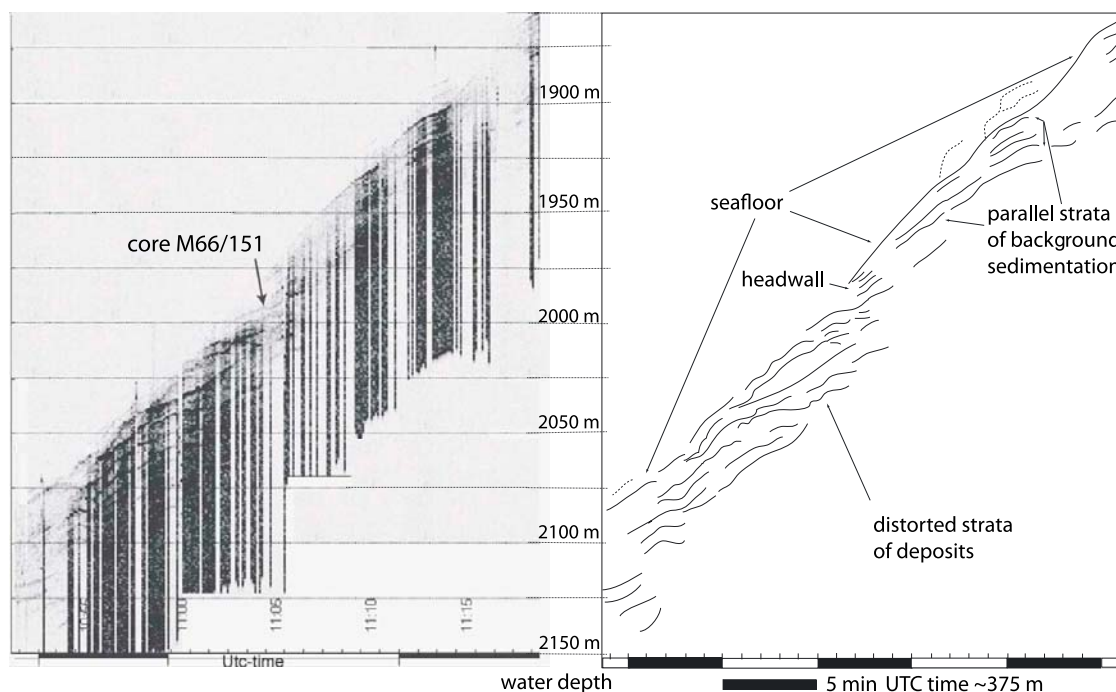 1900 m
1950 m
core M66/151
2000 m
2050 m
2100 m
2150 m
11:00
11:05
11:10
11:15
Utc-time
water depth
seafloor
parallel strata
of background
sedimentation
headwall
distorted strata
of deposits
5 min UTC time ~375 m